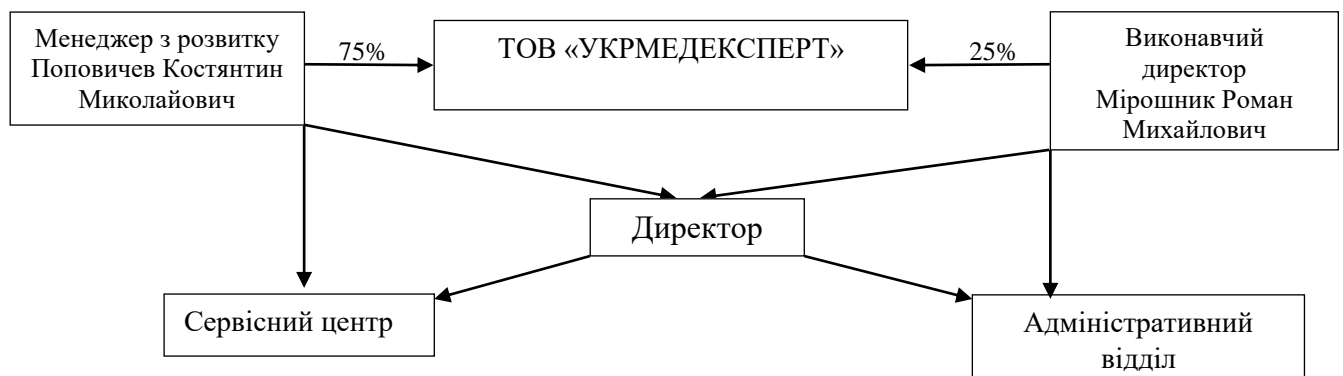 Менеджер з розвитку
Поповичев Костянтин
Миколайович
75%
ТОВ «УКРМЕДЕКСПЕРТ»
25%
Виконавчий
директор
Мірошник Роман
Михайлович
Директор
Сервісний центр
Адміністративний
відділ